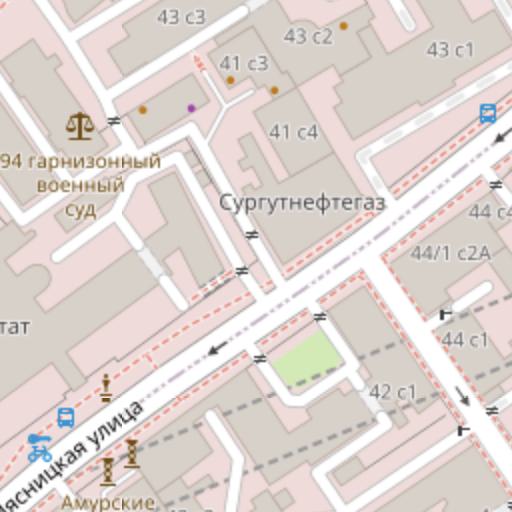 43 с3
43 с2
43 с1
41 с3
41 с4
94 гарнизонный
военный
суд
Сургутнефтегаз
44 с4
44/1 с2А
тат
44 с1
42 с1
Мясницкая улица
Амурские